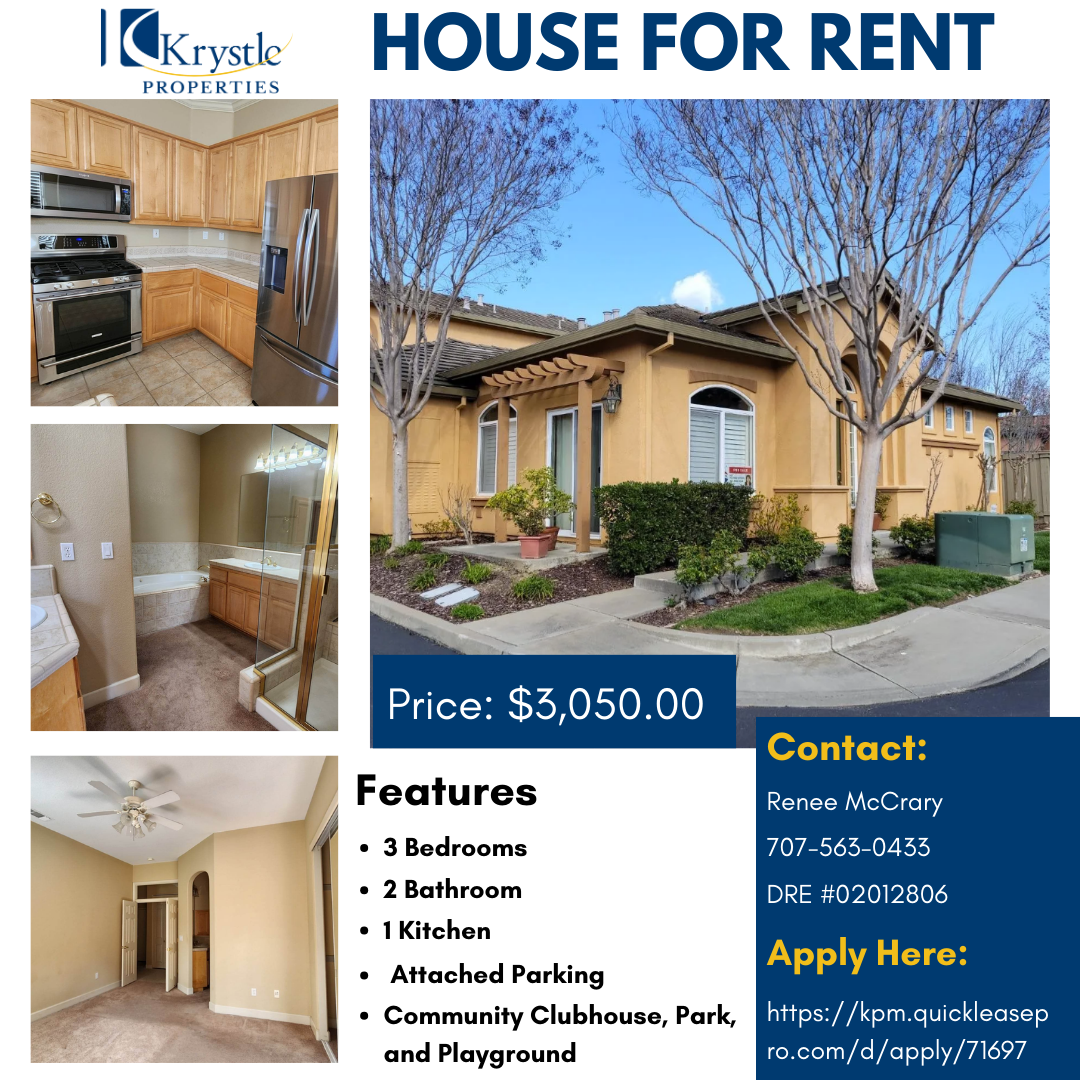 Krystle
PROPERTIES
HOUSE FOR RENT
Price: $3,050.00
Features
• 3 Bedrooms
• 2 Bathroom
• 1 Kitchen
• Attached Parking
• Community Clubhouse, Park,
and Playground
Contact:
Renee McCrary
707-563-0433
DRE #02012806
Apply Here:
https://kpm.quickleasep
ro.com/d/apply/71697